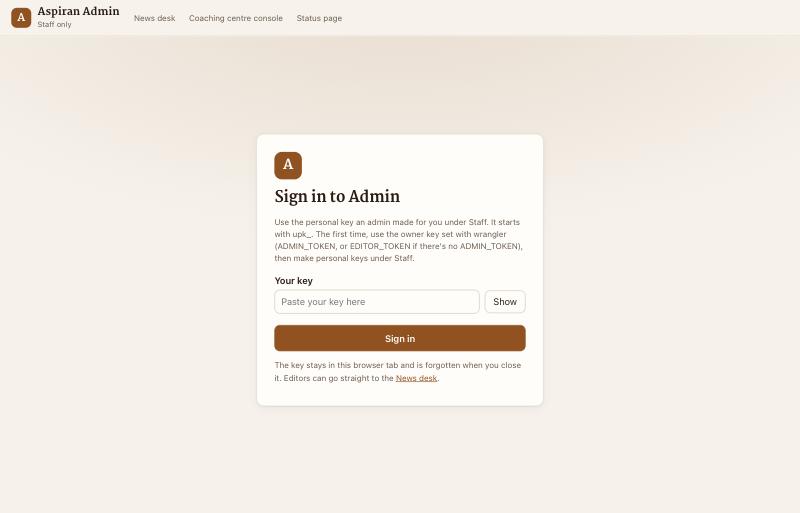 A
Aspiran Admin
Staff only
News desk
Coaching centre console
Status page
A
Sign in to Admin
Use the personal key an admin made for you under Staff. It starts
with upk_. The first time, use the owner key set with wrangler
(ADMIN_TOKEN, or EDITOR_TOKEN if there's no ADMIN_TOKEN),
then make personal keys under Staff.
Your key
Paste your key here
Show
Sign in
The key stays in this browser tab and is forgotten when you close
it. Editors can go straight to the News desk.